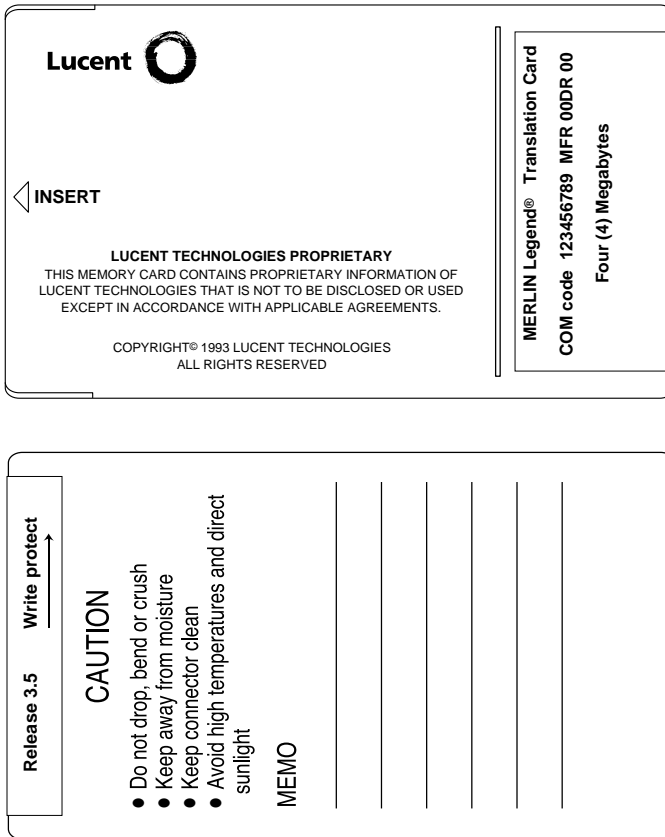 Lucent
INSERT
LUCENT TECHNOLOGIES PROPRIETARY
THIS MEMORY CARD CONTAINS PROPRIETARY INFORMATION OF
LUCENT TECHNOLOGIES THAT IS NOT TO BE DISCLOSED OR USED
EXCEPT IN ACCORDANCE WITH APPLICABLE AGREEMENTS.
COPYRIGHT© 1993 LUCENT TECHNOLOGIES
ALL RIGHTS RESERVED
MERLIN Legend® Translation Card
COM code 123456789 MFR 00DR 00
Four (4) Megabytes
Release 3.5 Write protect
CAUTION
● Do not drop, bend or crush
● Keep away from moisture
● Keep connector clean
● Avoid high temperatures and direct
sunlight
MEMO